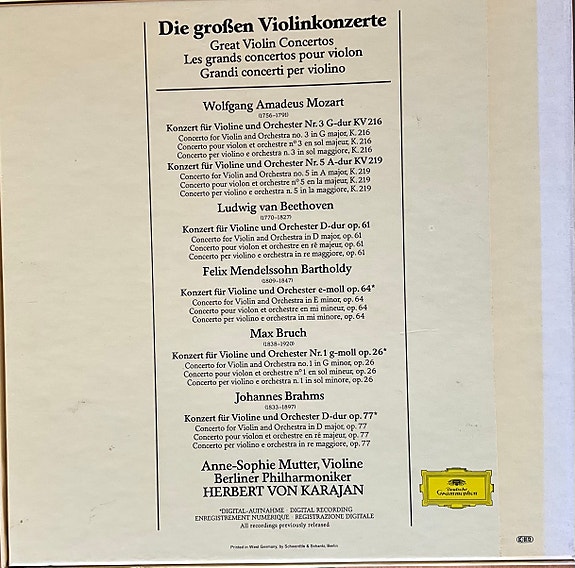 Die großen Violinkonzerte
Great Violin Concertos
Les grands concertos pour violon
Grandi concerti per violino
Wolfgang Amadeus Mozart
(1756–1791)
Konzert für Violine und Orchester Nr. 3 G-dur KV 216
Concerto for Violin and Orchestra no. 3 in G major, K. 216
Concerto pour violon et orchestre n° 3 en sol majeur, K. 216
Concerto per violino e orchestra n. 3 in sol maggiore, K. 216
Konzert für Violine und Orchester Nr. 5 A-dur KV 219
Concerto for Violin and Orchestra no. 5 in A major, K. 219
Concerto pour violon et orchestre n° 5 en la majeur, K. 219
Concerto per violino e orchestra n. 5 in la maggiore, K. 219
Ludwig van Beethoven
(1770–1827)
Konzert für Violine und Orchester D-dur op. 61
Concerto for Violin and Orchestra in D major, op. 61
Concerto pour violon et orchestre en ré majeur, op. 61
Concerto per violino e orchestra in re maggiore, op. 61
Felix Mendelssohn Bartholdy
(1809–1847)
Konzert für Violine und Orchester e-moll op. 64*
Concerto for Violin and Orchestra in E minor, op. 64
Concerto pour violon et orchestre en mi mineur, op. 64
Concerto per violino e orchestra in mi minore, op. 64
Max Bruch
(1838–1920)
Konzert für Violine und Orchester Nr. 1 g-moll op. 26*
Concerto for Violin and Orchestra no. 1 in G minor, op. 26
Concerto pour violon et orchestre n° 1 en sol mineur, op. 26
Concerto per violino e orchestra n. 1 in sol minore, op. 26
Johannes Brahms
(1833–1897)
Konzert für Violine und Orchester D-dur op. 77*
Concerto for Violin and Orchestra in D major, op. 77
Concerto pour violon et orchestre en ré majeur, op. 77
Concerto per violino e orchestra in re maggiore, op. 77
Anne-Sophie Mutter, Violine
Berliner Philharmoniker
HERBERT VON KARAJAN
Deutsche
Grammophon
*DIGITAL-AUFNAHME · DIGITAL RECORDING
ENREGISTREMENT NUMERIQUE · REGISTRAZIONE DIGITALE
All recordings previously released
Printed in West Germany, by Schwentile & Enhanki, Berlin